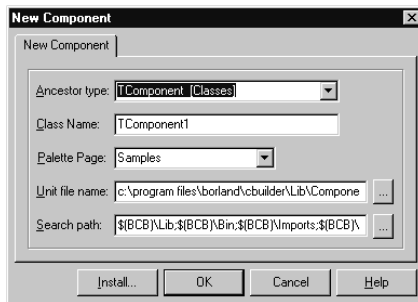 New Component
New Component
Ancestor type: TComponent [Classes]
Class Name: TComponent1
Palette Page: Samples
Unit file name: c:\program files\borland\cbuilder\Lib\Compone ...
Search path: $(BCB)\Lib;$(BCB)\Bin;$(BCB)\Imports;$(BCB)\ ...
Install... OK Cancel Help